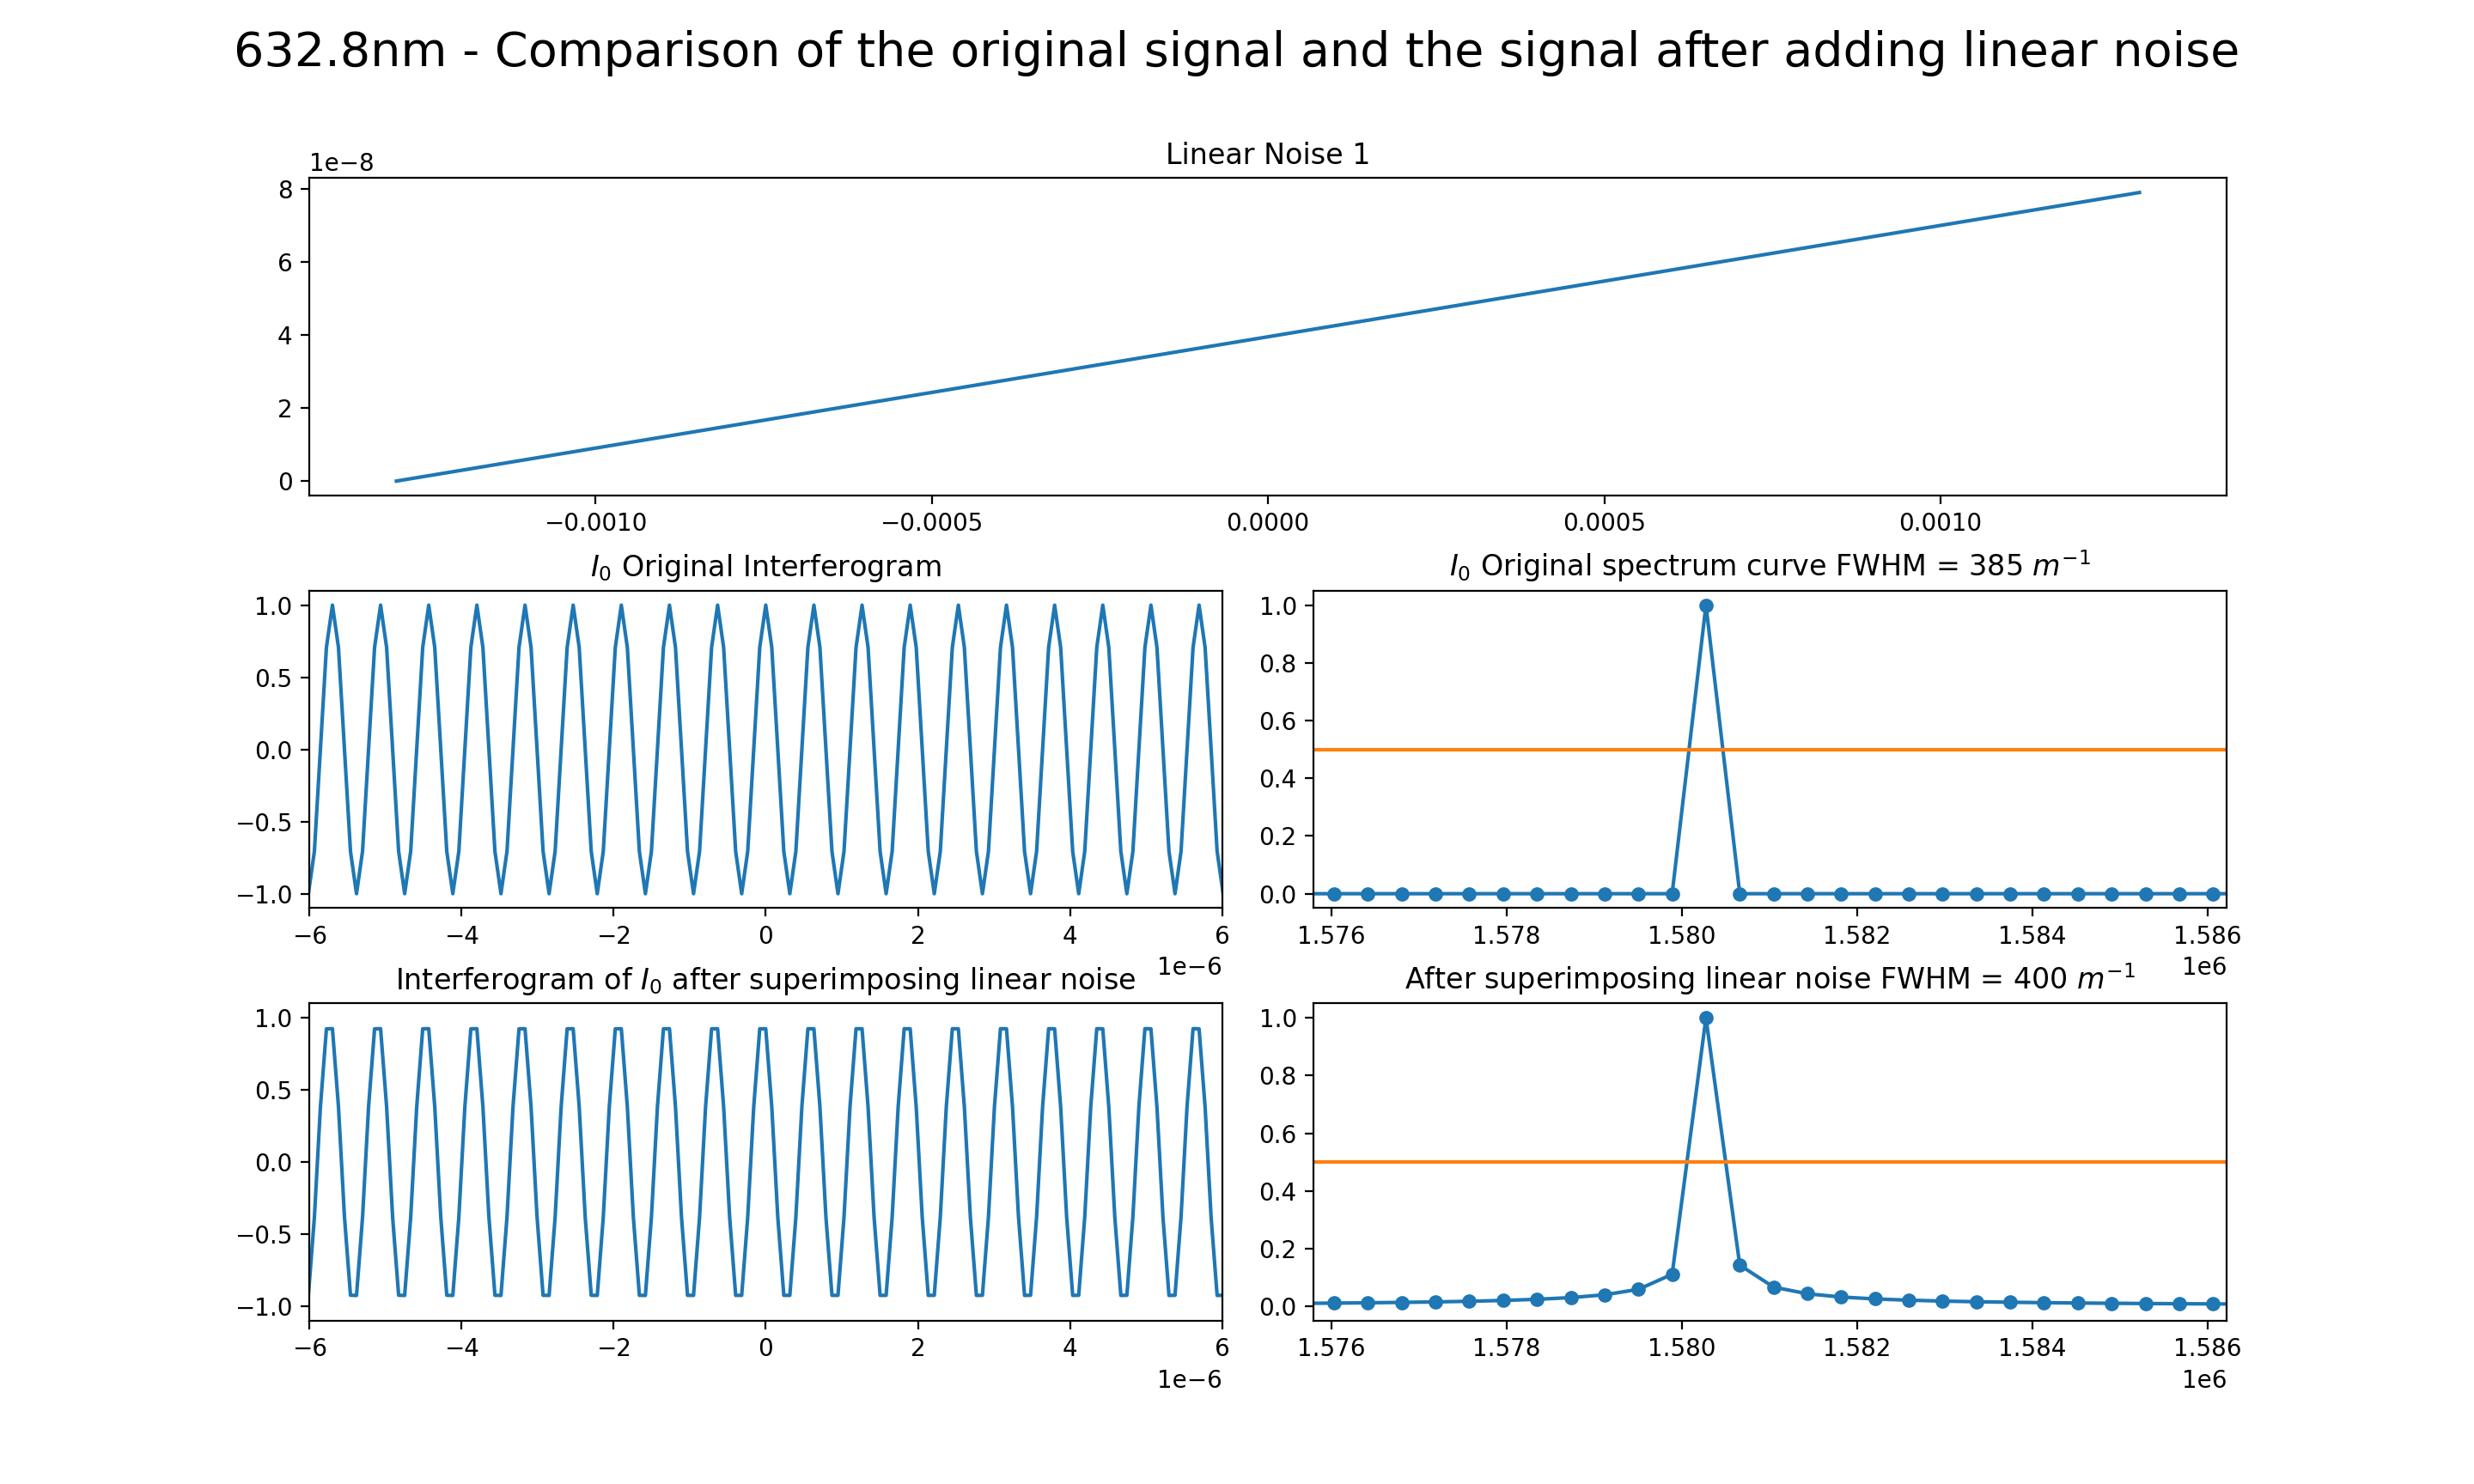 632.8nm - Comparison of the original signal and the signal after adding linear noise
Linear Noise 1
1e−8
8
6
4
2
0
−0.0010 −0.0005 0.0000 0.0005 0.0010
I₀ Original Interferogram
1.0
0.5
0.0
−0.5
−1.0
−6 −4 −2 0 2 4 6
1e−6
I₀ Original spectrum curve FWHM = 385 m⁻¹
1.0
0.8
0.6
0.4
0.2
0.0
1.576 1.578 1.580 1.582 1.584 1.586
1e6
Interferogram of I₀ after superimposing linear noise
1.0
0.5
0.0
−0.5
−1.0
−6 −4 −2 0 2 4 6
1e−6
After superimposing linear noise FWHM = 400 m⁻¹
1.0
0.8
0.6
0.4
0.2
0.0
1.576 1.578 1.580 1.582 1.584 1.586
1e6